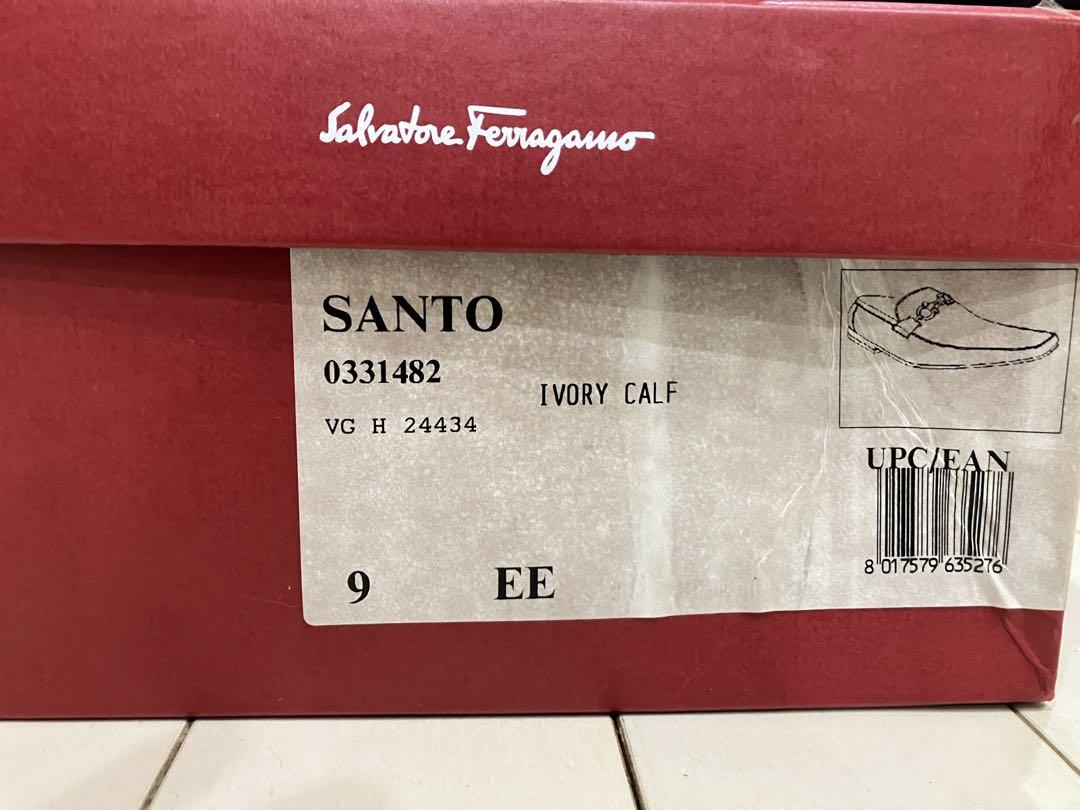 Salvatore Ferragamo
SANTO
0331482
IVORY CALF
VG H 24434
UPC/EAN
8 017579 635276
9 EE